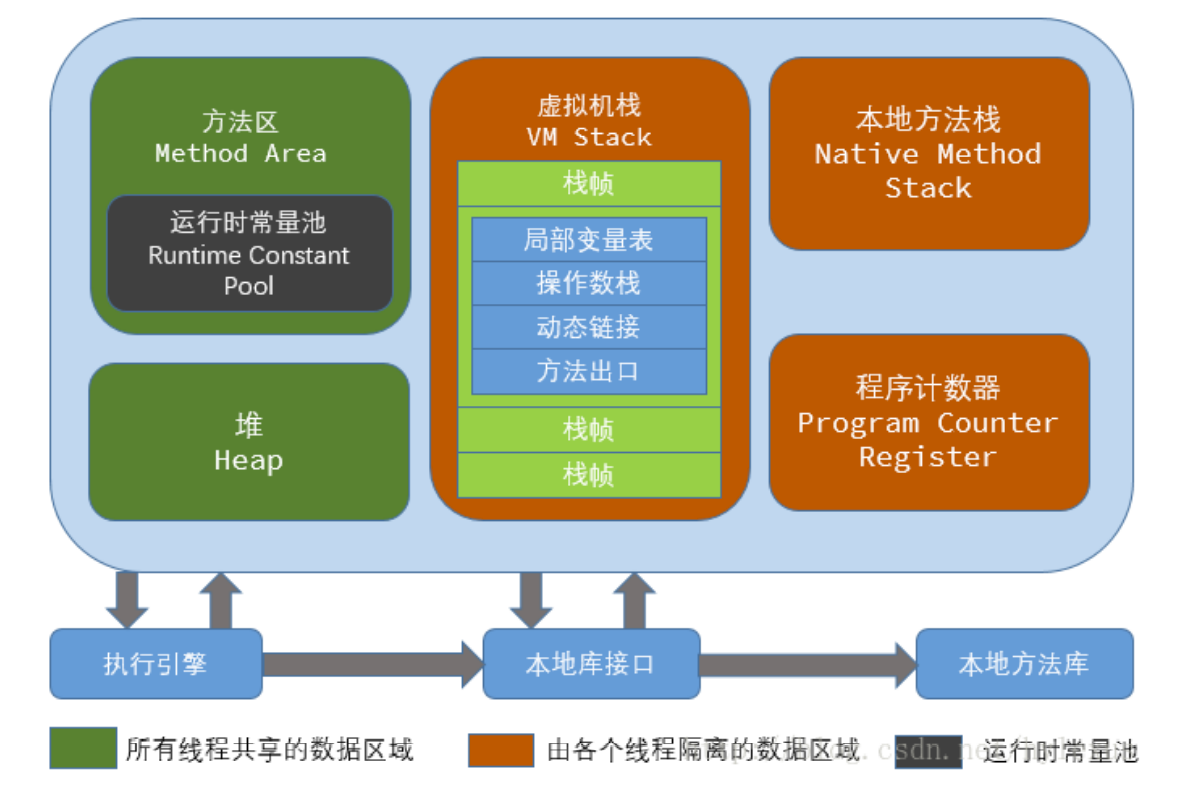 方法区
Method Area
运行时常量池
Runtime Constant
Pool
堆
Heap
虚拟机栈
VM Stack
栈帧
局部变量表
操作数栈
动态链接
方法出口
栈帧
栈帧
本地方法栈
Native Method
Stack
程序计数器
Program Counter
Register
执行引擎
本地库接口
本地方法库
所有线程共享的数据区域
由各个线程隔离的数据区域
运行时常量池